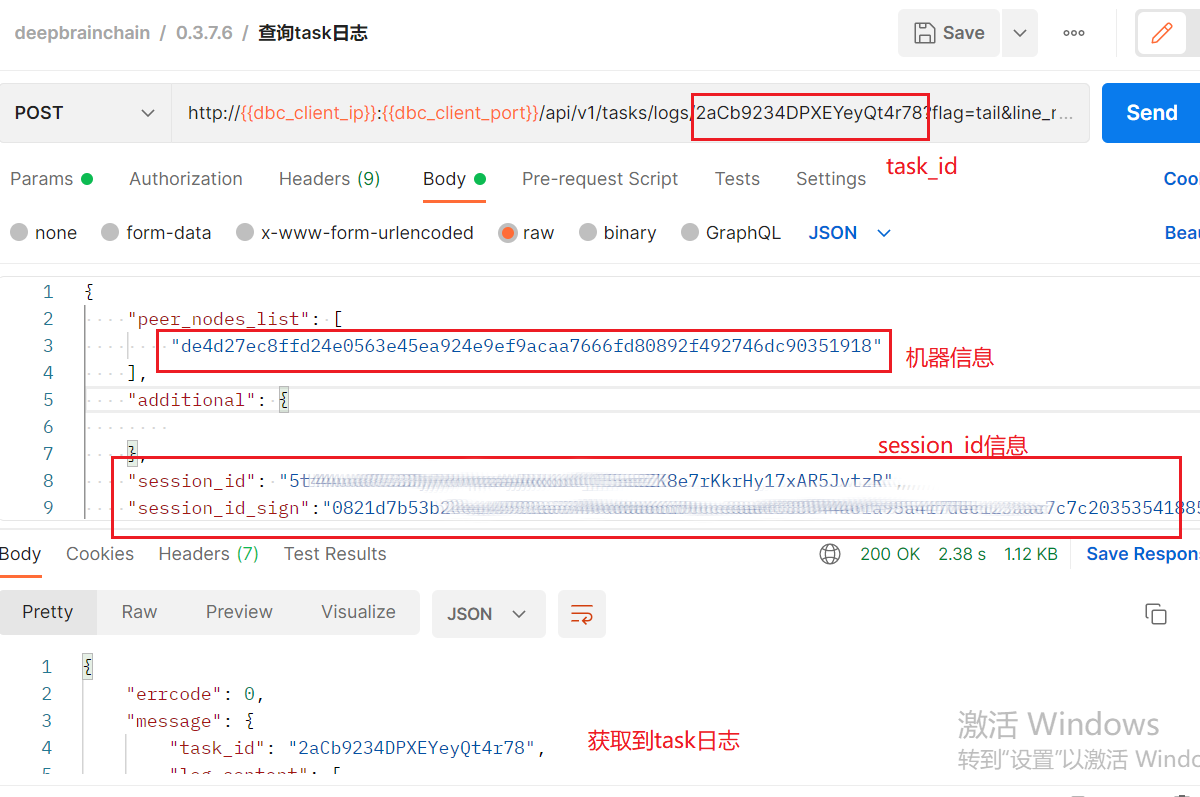 deepbrainchain / 0.3.7.6 / 查询task日志
Save
POST
http://{{dbc_client_ip}}:{{dbc_client_port}}/api/v1/tasks/logs/2aCb9234DPXEYeyQt4r78?flag=tail&line_r...
Send
task_id
Params
Authorization
Headers (9)
Body
Pre-request Script
Tests
Settings
Cool
none
form-data
x-www-form-urlencoded
raw
binary
GraphQL
JSON
Beau
1 {
2 "peer_nodes_list": [
3 "de4d27ec8ffd24e0563e45ea924e9ef9acaa7666fd80892f492746dc90351918"
机器信息
4 ],
5 "additional": {
6
7 },
session_id信息
8 "session_id": "5t K8e7rKkrHy17xAR5JvtzR",
9 "session_id_sign":"0821d7b53b2 7c7c20353541885
Body
Cookies
Headers (7)
Test Results
200 OK
2.38 s
1.12 KB
Save Respons
Pretty
Raw
Preview
Visualize
JSON
1 {
2 "errcode": 0,
3 "message": {
4 "task_id": "2aCb9234DPXEYeyQt4r78",
获取到task日志
5 "log_content": [
激活 Windows
转到“设置”以激活 Windo